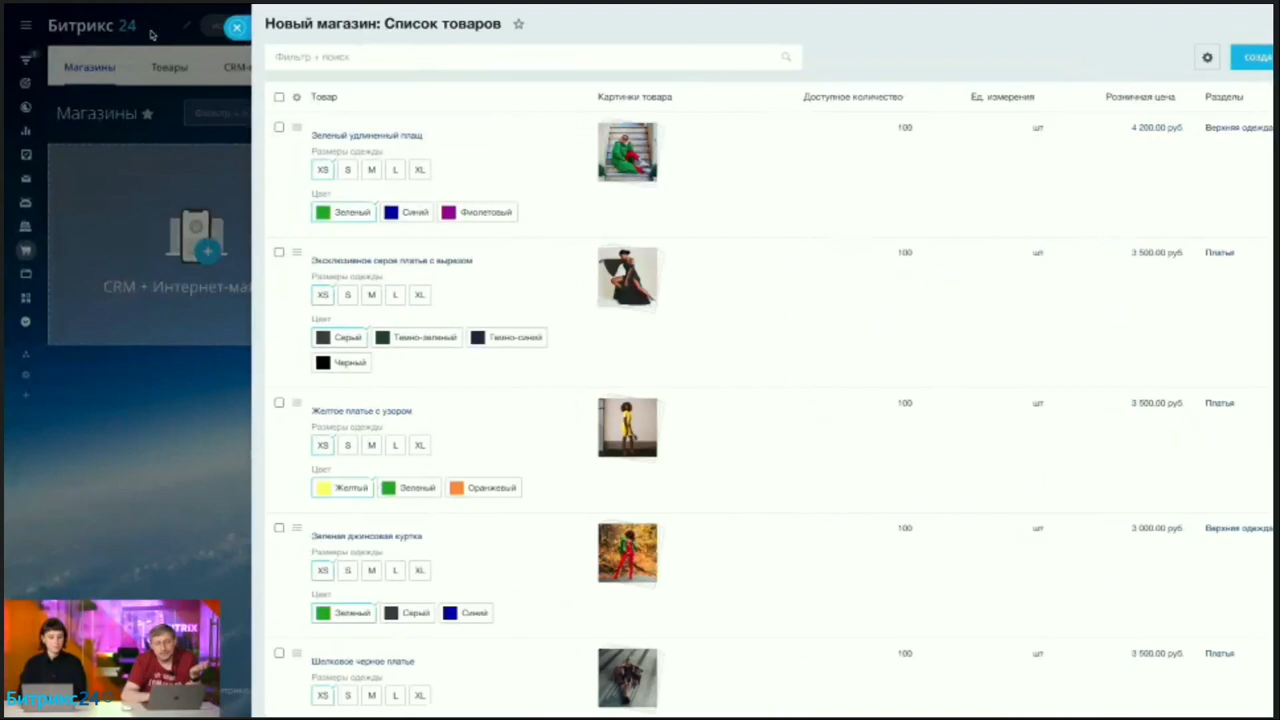 Битрикс 24
Магазины
Товары
Магазины
CRM + Интернет-маг
Новый магазин: Список товаров
Фильтр + поиск
СОЗДА
Товар
Картинки товара
Доступное количество
Ед. измерения
Розничная цена
Разделы
Зеленый удлиненный плащ
100
шт
4 200.00 руб.
Верхняя одежда
Размеры одежды
XS S M L XL
Цвет
Зеленый Синий Фиолетовый
Эксклюзивное серое платье с вырезом
100
шт
3 500.00 руб.
Платья
Размеры одежды
XS S M L XL
Цвет
Серый Темно-зеленый Темно-синий
Черный
Желтое платье с узором
100
шт
3 500.00 руб.
Платья
Размеры одежды
XS S M L XL
Цвет
Желтый Зеленый Оранжевый
Зеленая джинсовая куртка
100
шт
3 000.00 руб.
Верхняя одежда
Размеры одежды
XS S M L XL
Цвет
Зеленый Серый Синий
Шелковое черное платье
100
шт
3 500.00 руб.
Платья
Размеры одежды
XS S M L XL
Битрикс24